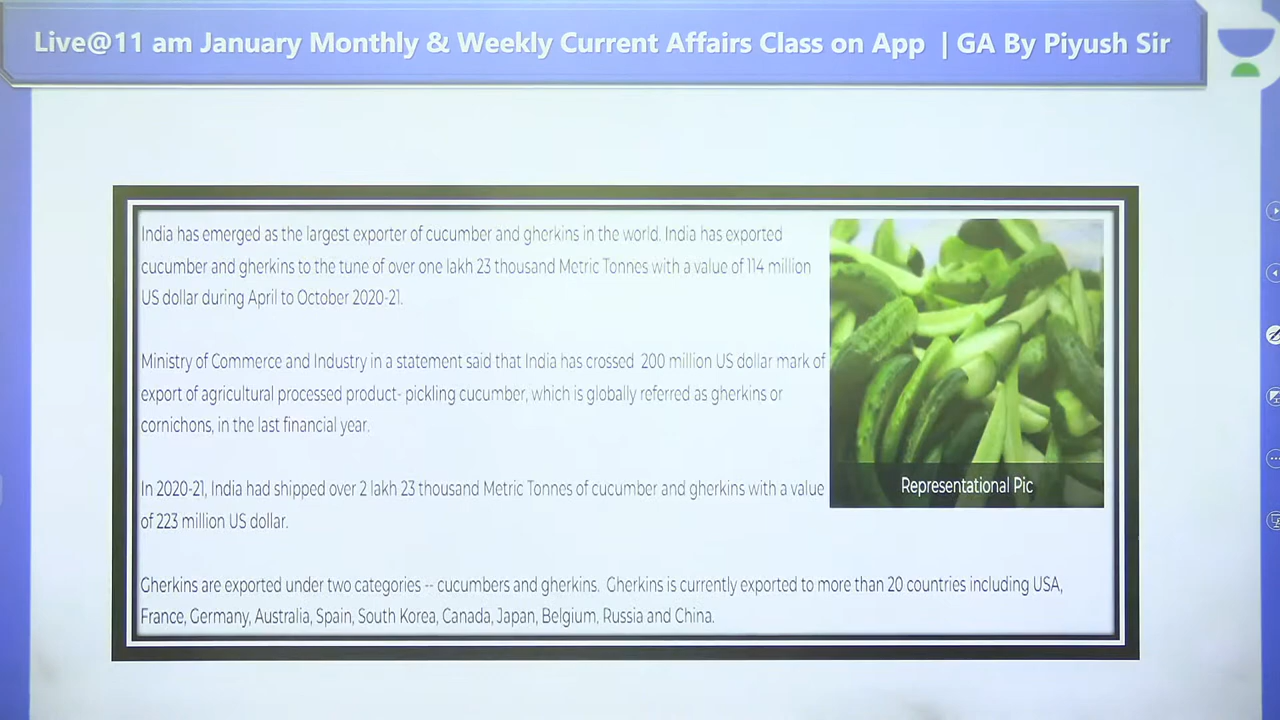 Live@11 am January Monthly & Weekly Current Affairs Class on App | GA By Piyush Sir
India has emerged as the largest exporter of cucumber and gherkins in the world. India has exported
cucumber and gherkins to the tune of over one lakh 23 thousand Metric Tonnes with a value of 114 million
US dollar during April to October 2020-21.
Ministry of Commerce and Industry in a statement said that India has crossed 200 million US dollar mark of
export of agricultural processed product- pickling cucumber, which is globally referred as gherkins or
cornichons, in the last financial year.
In 2020-21, India had shipped over 2 lakh 23 thousand Metric Tonnes of cucumber and gherkins with a value
of 223 million US dollar.
Representational Pic
Gherkins are exported under two categories -- cucumbers and gherkins. Gherkins is currently exported to more than 20 countries including USA,
France, Germany, Australia, Spain, South Korea, Canada, Japan, Belgium, Russia and China.